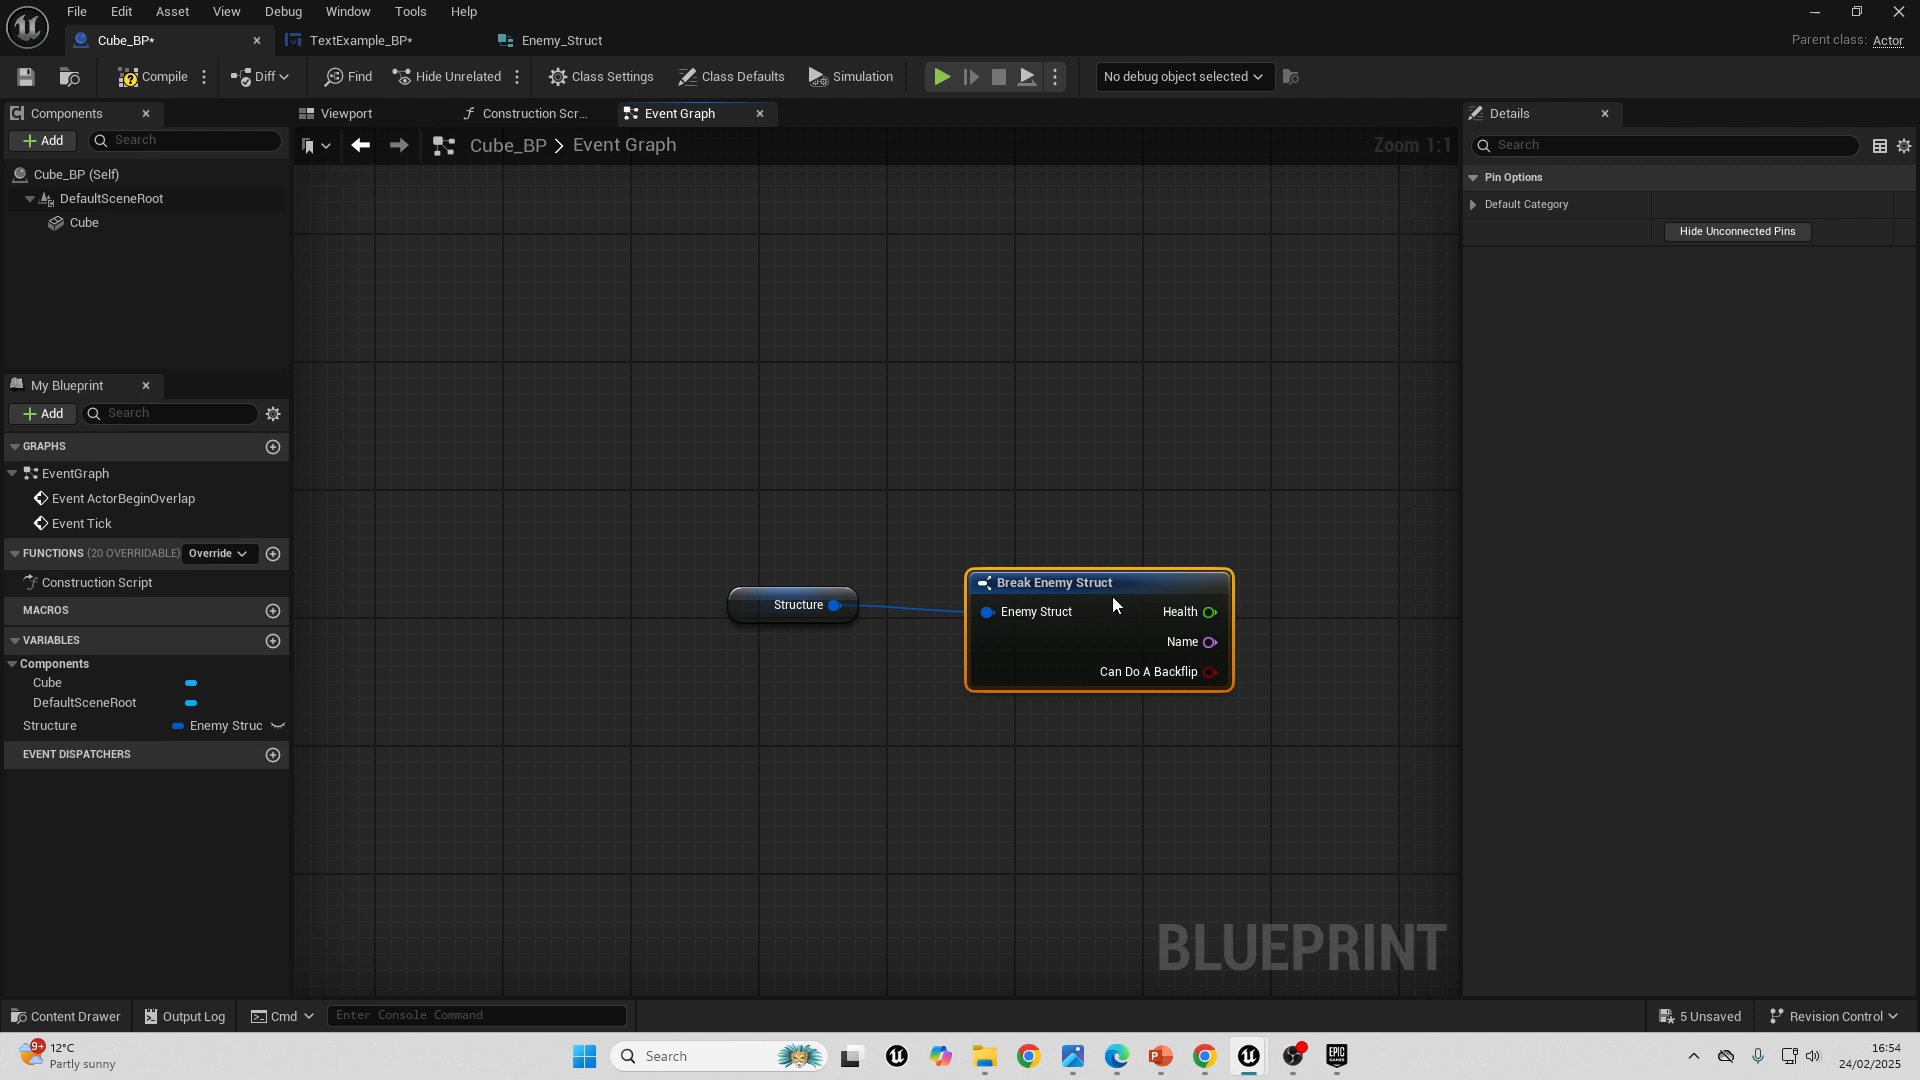 File Edit Asset View Debug Window Tools Help
Cube_BP* TextExample_BP* Enemy_Struct Parent class: Actor
Compile Diff Find Hide Unrelated Class Settings Class Defaults Simulation No debug object selected
Components
Add Search
Cube_BP (Self)
DefaultSceneRoot
Cube
My Blueprint
Add Search
GRAPHS
EventGraph
Event ActorBeginOverlap
Event Tick
FUNCTIONS (20 OVERRIDABLE) Override
Construction Script
MACROS
VARIABLES
Components
Cube
DefaultSceneRoot
Structure Enemy Struc
EVENT DISPATCHERS
Viewport Construction Scr... Event Graph
Cube_BP > Event Graph Zoom 1:1
Structure
Break Enemy Struct
Enemy Struct Health
Name
Can Do A Backflip
BLUEPRINT
Details
Search
Pin Options
Default Category
Hide Unconnected Pins
Content Drawer Output Log Cmd Enter Console Command 5 Unsaved Revision Control
9+ 12°C
Partly sunny
Search
EPIC
GAMES
16:54
24/02/2025